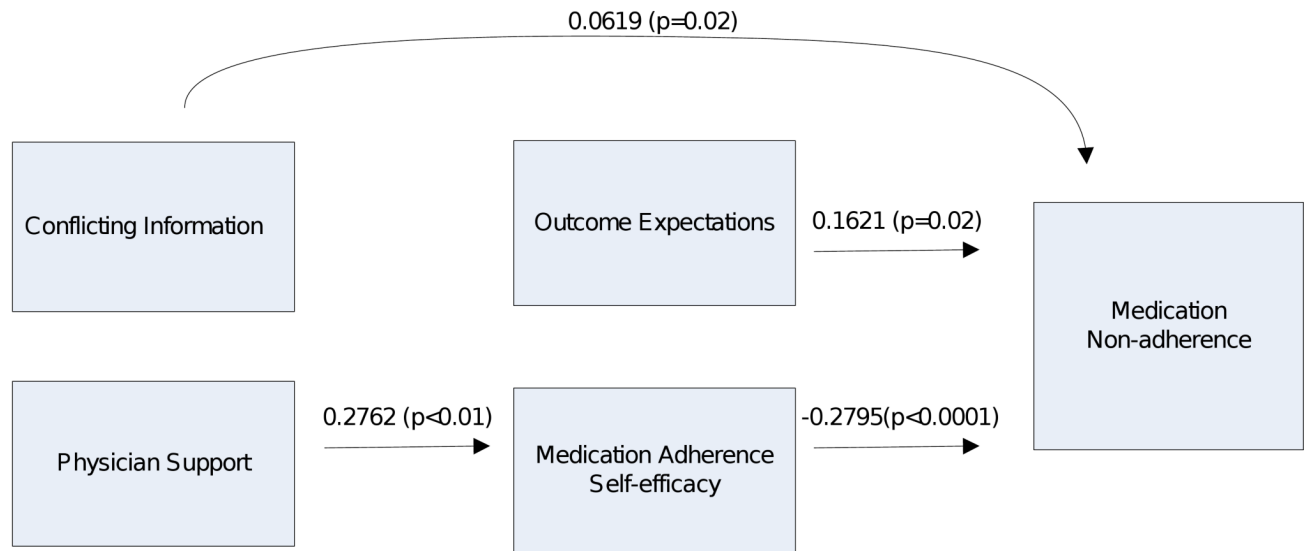 0.0619 (p=0.02)
Conflicting Information
Outcome Expectations
0.1621 (p=0.02)
Medication
Non-adherence
Physician Support
0.2762 (p<0.01)
Medication Adherence
Self-efficacy
-0.2795(p<0.0001)